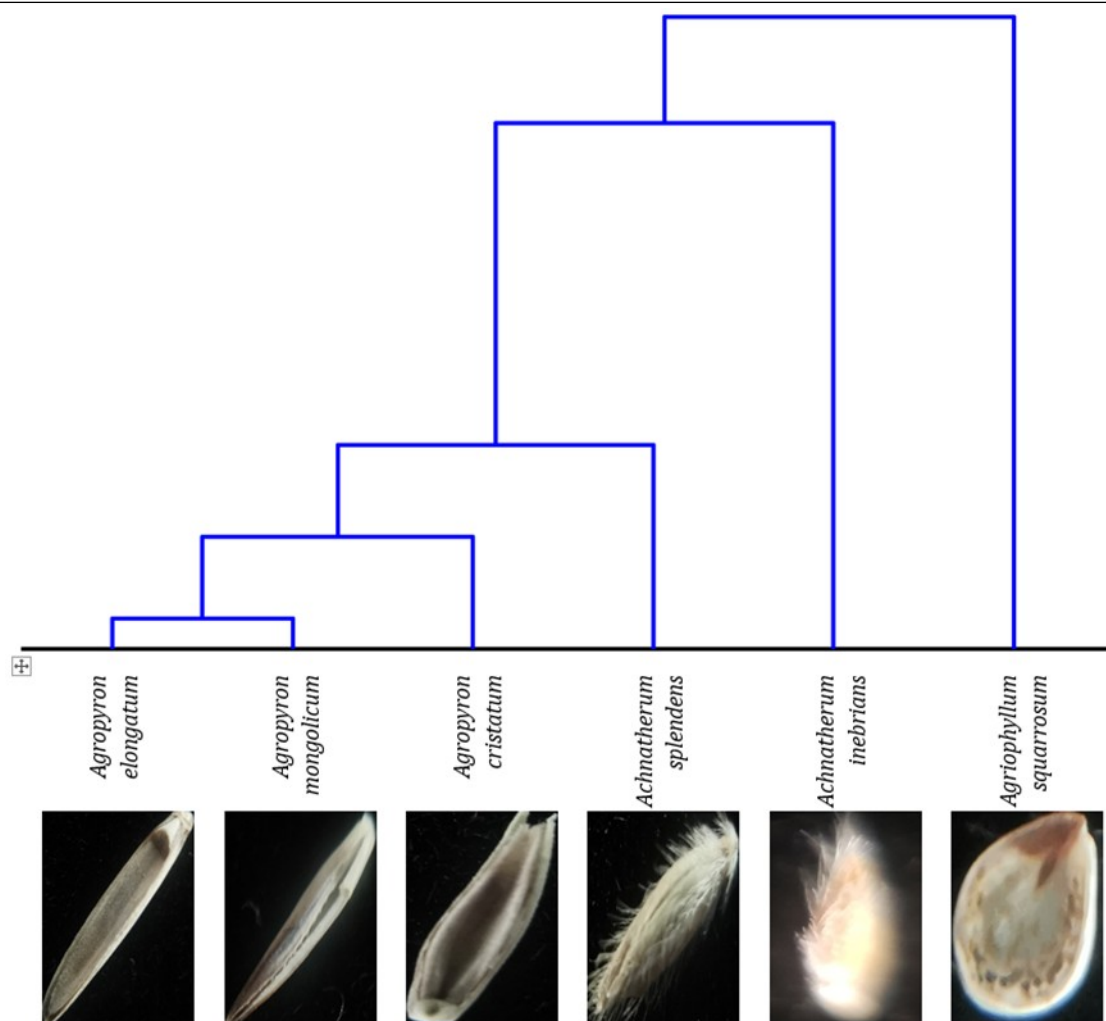 Agropyron
elongatum
Agropyron
mongolicum
Agropyron
cristatum
Achnatherum
splendens
Achnatherum
inebrians
Agriophyllum
squarrosum